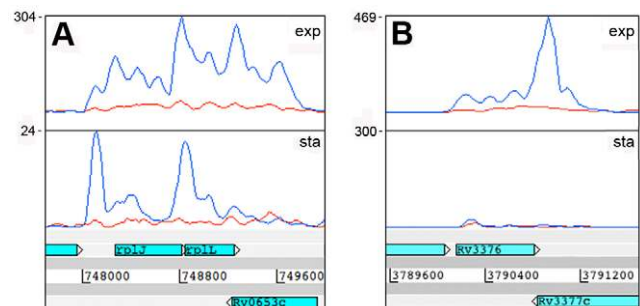 304-
A
exp
24-
sta
rplJ
rplL
748000
748800
749600
Rv0653c
469-
B
exp
300-
sta
Rv3376
3789600
3790400
3791200
Rv3377c